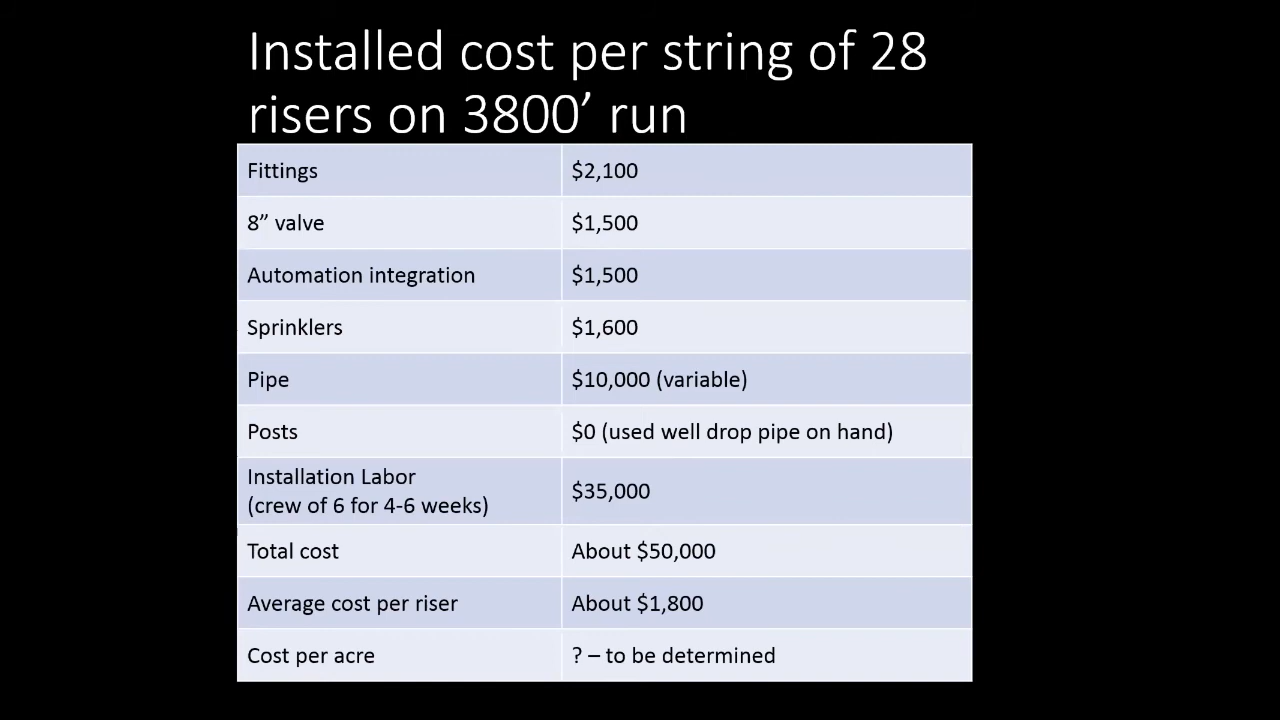 Installed cost per string of 28
risers on 3800’ run
Fittings $2,100
8” valve $1,500
Automation integration $1,500
Sprinklers $1,600
Pipe $10,000 (variable)
Posts $0 (used well drop pipe on hand)
Installation Labor
(crew of 6 for 4-6 weeks) $35,000
Total cost About $50,000
Average cost per riser About $1,800
Cost per acre ? – to be determined